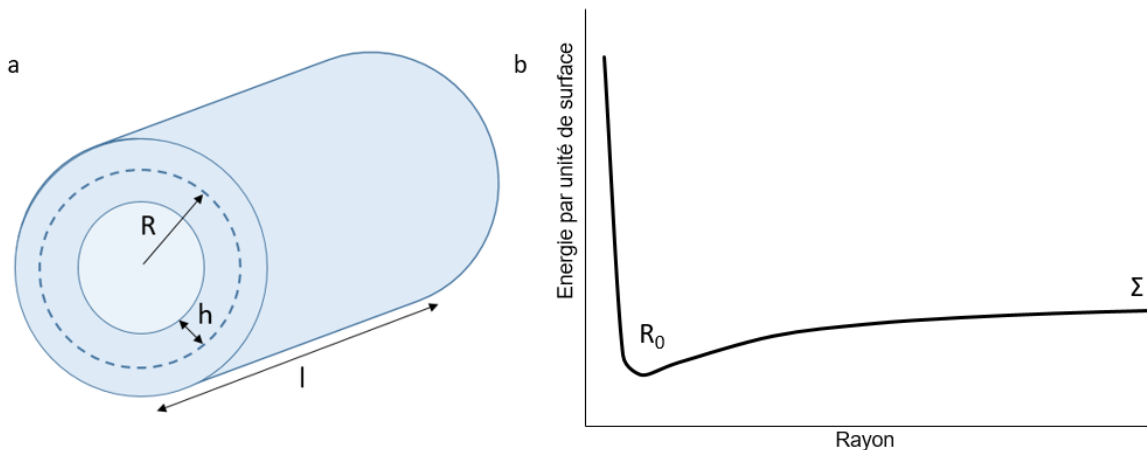 a
R
h
l
b
Energie par unité de surface
R₀
Σ
Rayon